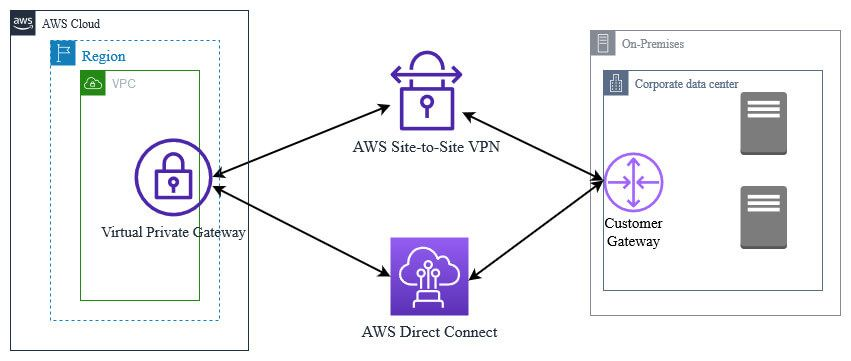 aws
AWS Cloud
Region
VPC
Virtual Private Gateway
AWS Site-to-Site VPN
AWS Direct Connect
On-Premises
Corporate data center
Customer
Gateway